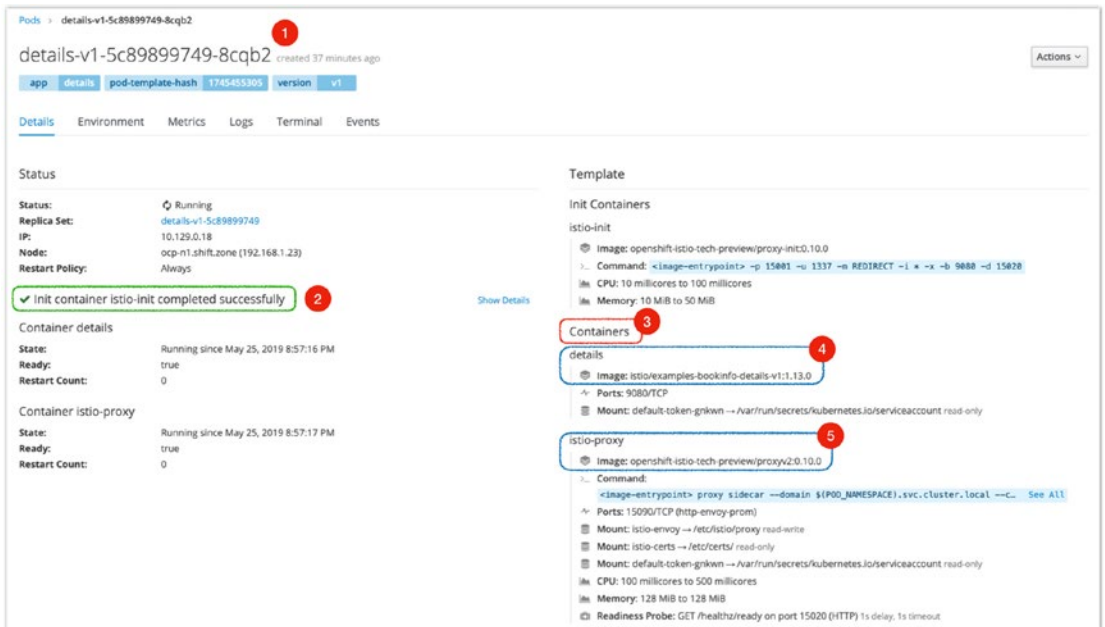 Pods > details-v1-5c89899749-8cqb2
1
details-v1-5c89899749-8cqb2 created 37 minutes ago
Actions
app details pod-template-hash 1745455305 version v1
Details Environment Metrics Logs Terminal Events
Status
Status: Running
Replica Set: details-v1-5c89899749
IP: 10.129.0.18
Node: ocp-n1.shift.zone (192.168.1.23)
Restart Policy: Always
✔ Init container istio-init completed successfully
2
Show Details
Container details
State: Running since May 25, 2019 8:57:16 PM
Ready: true
Restart Count: 0
Container istio-proxy
State: Running since May 25, 2019 8:57:17 PM
Ready: true
Restart Count: 0
Template
Init Containers
istio-init
Image: openshift-istio-tech-preview/proxy-init:0.10.0
>_ Command: <image-entrypoint> -p 15001 -u 1337 -m REDIRECT -i * -x -b 9080 -d 15020
CPU: 10 millicores to 100 millicores
Memory: 10 MiB to 50 MiB
3
Containers
4
details
Image: istio/examples-bookinfo-details-v1:1.13.0
Ports: 9080/TCP
Mount: default-token-gnkwn → /var/run/secrets/kubernetes.io/serviceaccount read-only
5
istio-proxy
Image: openshift-istio-tech-preview/proxyv2:0.10.0
>_ Command:
<image-entrypoint> proxy sidecar --domain $(POD_NAMESPACE).svc.cluster.local --c… See All
Ports: 15090/TCP (http-envoy-prom)
Mount: istio-envoy → /etc/istio/proxy read-write
Mount: istio-certs → /etc/certs/ read-only
Mount: default-token-gnkwn → /var/run/secrets/kubernetes.io/serviceaccount read-only
CPU: 100 millicores to 500 millicores
Memory: 128 MiB to 128 MiB
Readiness Probe: GET /healthz/ready on port 15020 (HTTP) 1s delay, 1s timeout